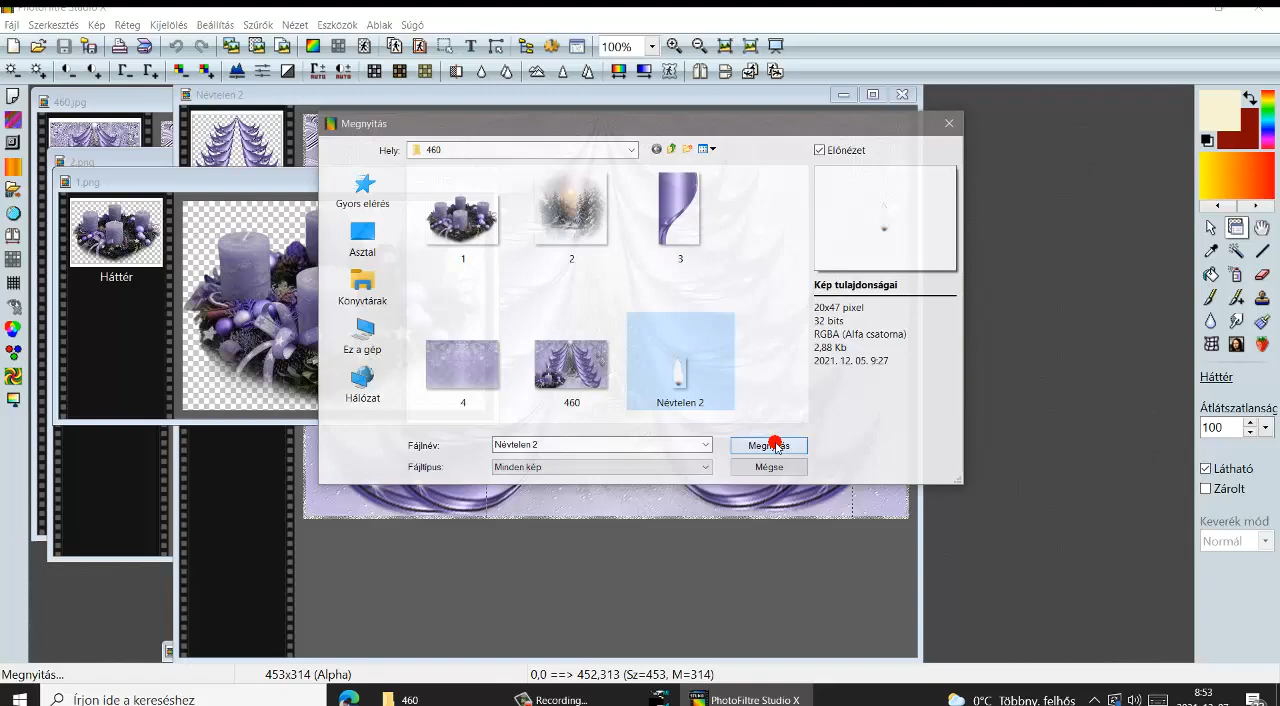 PhotoFiltre Studio X
Fájl Szerkesztés Kép Réteg Kijelölés Beállítás Szűrők Nézet Eszközök Ablak Súgó
100%
460.jpg
2.png
1.png
Háttér
Névtelen 2
Megnyitás
Hely: 460
Előnézet
Gyors elérés
Asztal
Könyvtárak
Ez a gép
Hálózat
1 2 3
4 460 Névtelen 2
Fájlnév: Névtelen 2 Megnyitás
Fájltípus: Minden kép Mégse
Kép tulajdonságai
20x47 pixel
32 bits
RGBA (Alfa csatorna)
2,88 Kb
2021. 12. 05. 9:27
AUTO AUTO
Háttér
Átlátszatlanság
100
Látható
Zárolt
Keverék mód
Normál
Megnyitás... 453x314 (Alpha) 0,0 ==> 452,313 (Sz=453, M=314)
Írjon ide a kereséshez 460 Recording... PhotoFiltre Studio X 0°C Többny. felhős 8:53